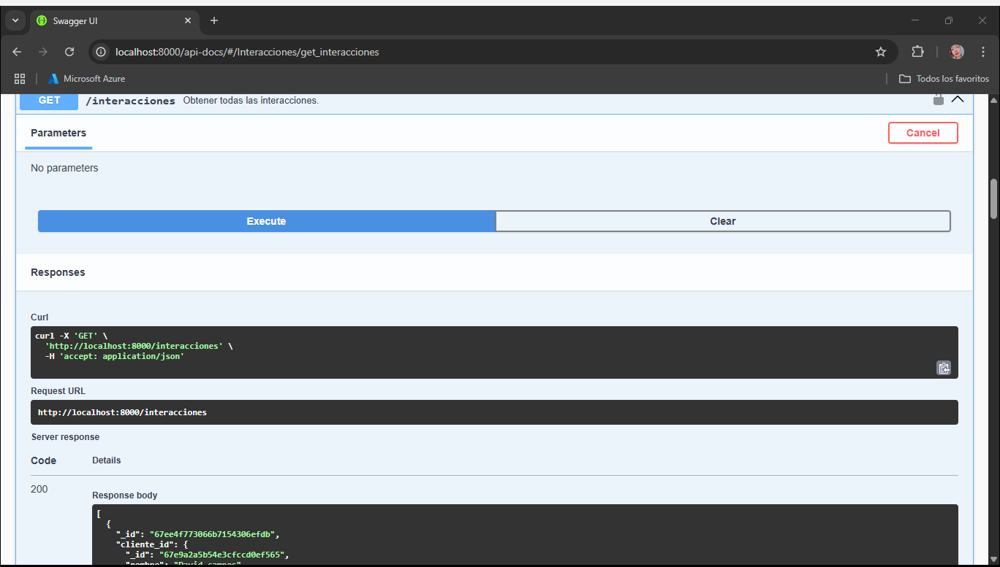 Swagger UI
localhost:8000/api-docs/#/Interacciones/get_interacciones
Microsoft Azure
Todos los favoritos
GET /interacciones Obtener todas las interacciones.
Parameters
Cancel
No parameters
Execute
Clear
Responses
Curl
curl -X 'GET' \
'http://localhost:8000/interacciones' \
-H 'accept: application/json'
Request URL
http://localhost:8000/interacciones
Server response
Code Details
200
Response body
[
{
"_id": "67ee4f773066b7154306efdb",
"cliente_id": {
"_id": "67e9a2a5b54e3cfccd0ef565",
"nombre": "David campos"